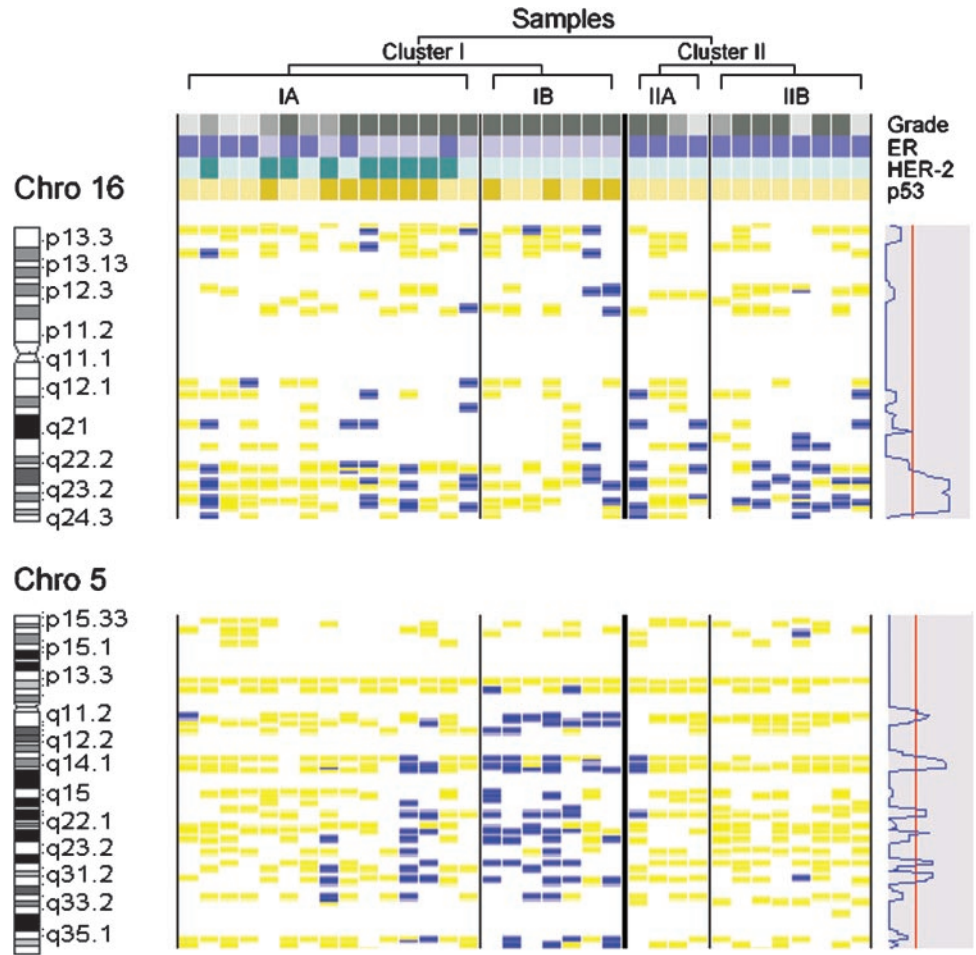 Samples
Cluster I Cluster II
IA IB IIA IIB
Grade
ER
HER-2
p53
Chro 16
p13.3
p13.13
p12.3
p11.2
q11.1
q12.1
q21
q22.2
q23.2
q24.3
Chro 5
p15.33
p15.1
p13.3
q11.2
q12.2
q14.1
q15
q22.1
q23.2
q31.2
q33.2
q35.1